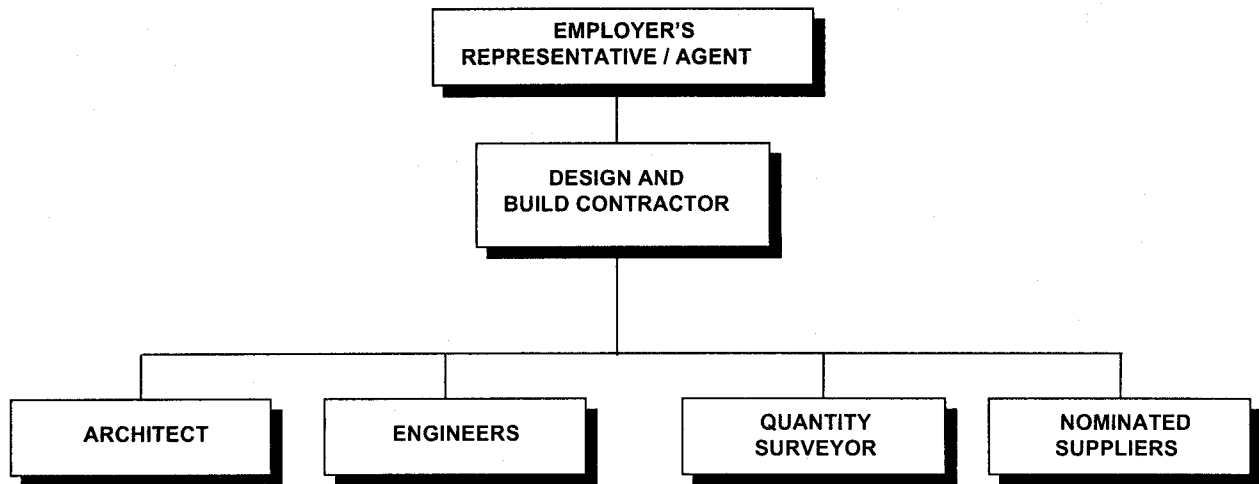 EMPLOYER'S
REPRESENTATIVE / AGENT
DESIGN AND
BUILD CONTRACTOR
ARCHITECT
ENGINEERS
QUANTITY
SURVEYOR
NOMINATED
SUPPLIERS